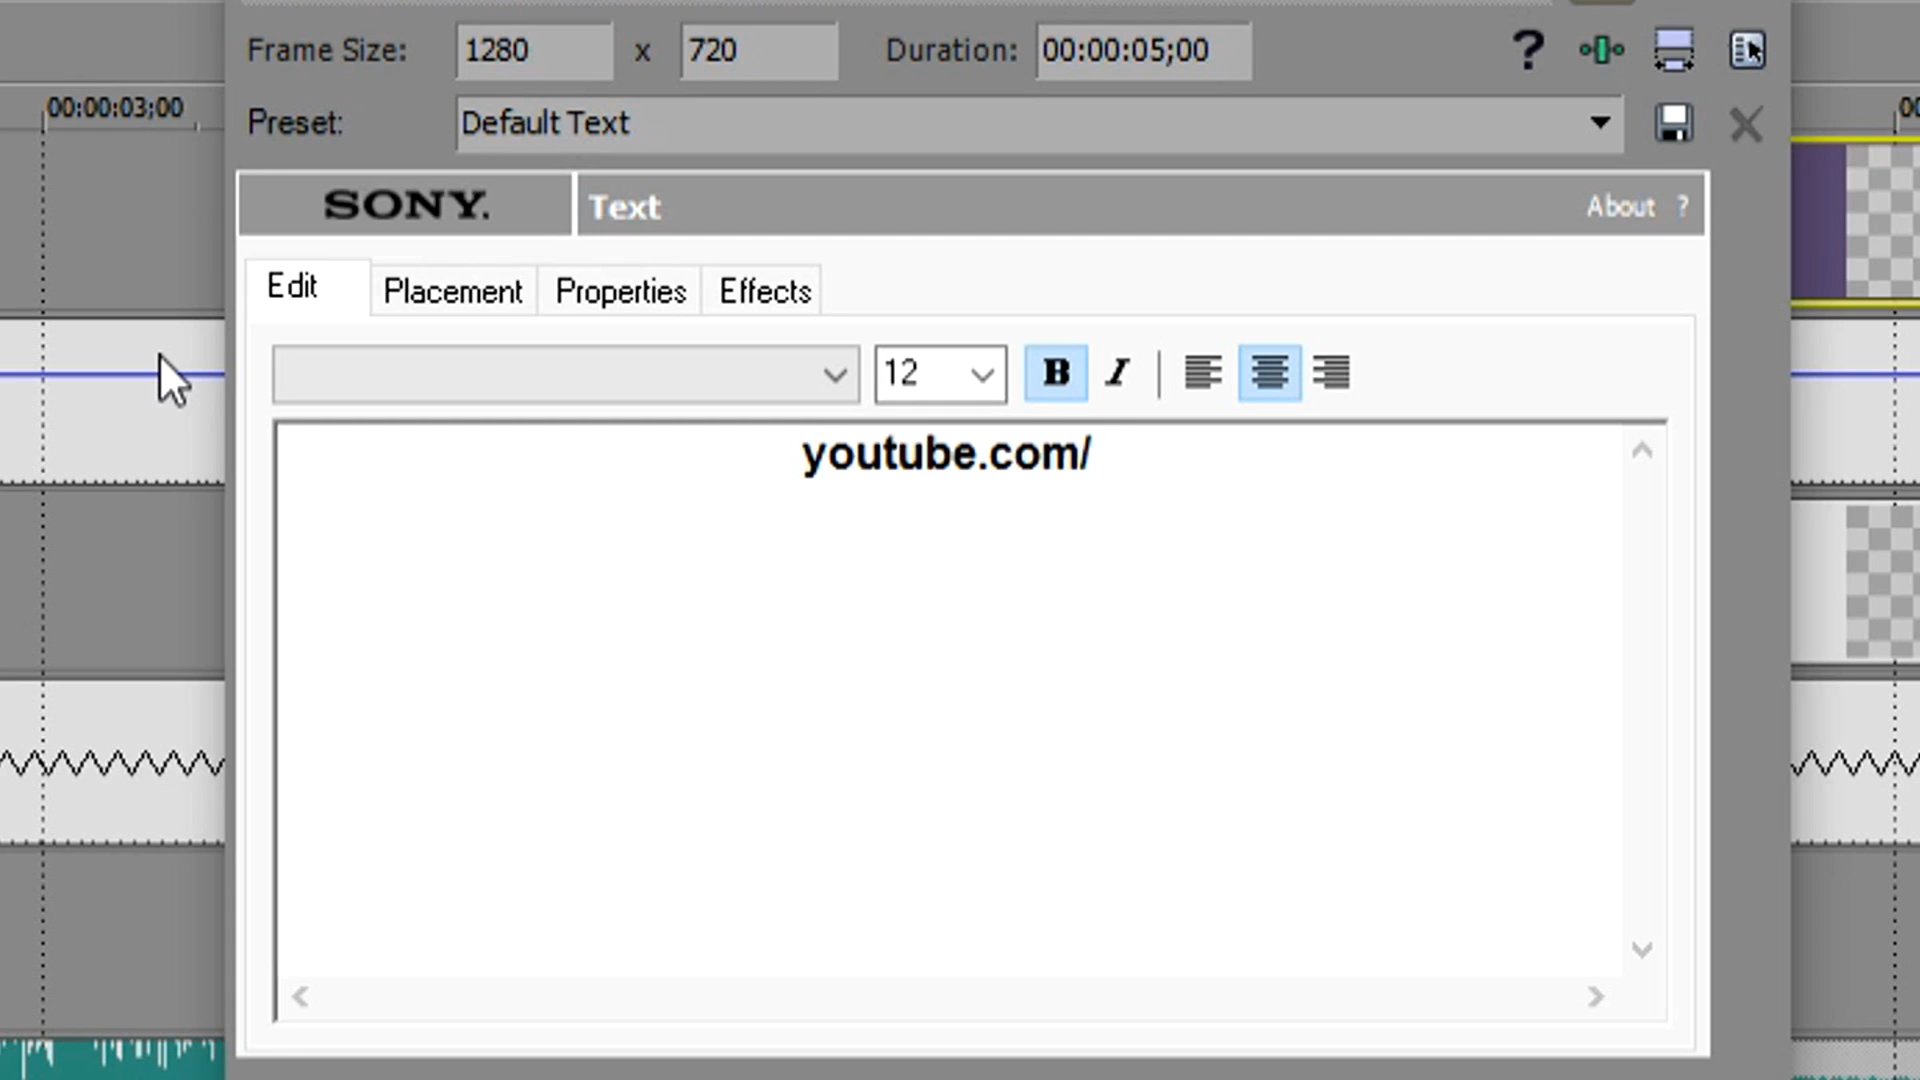 Frame Size: 1280 x 720 Duration: 00:00:05;00 ?
00:00:03;00
Preset: Default Text
SONY. Text About ?
Edit Placement Properties Effects
12 B I
youtube.com/